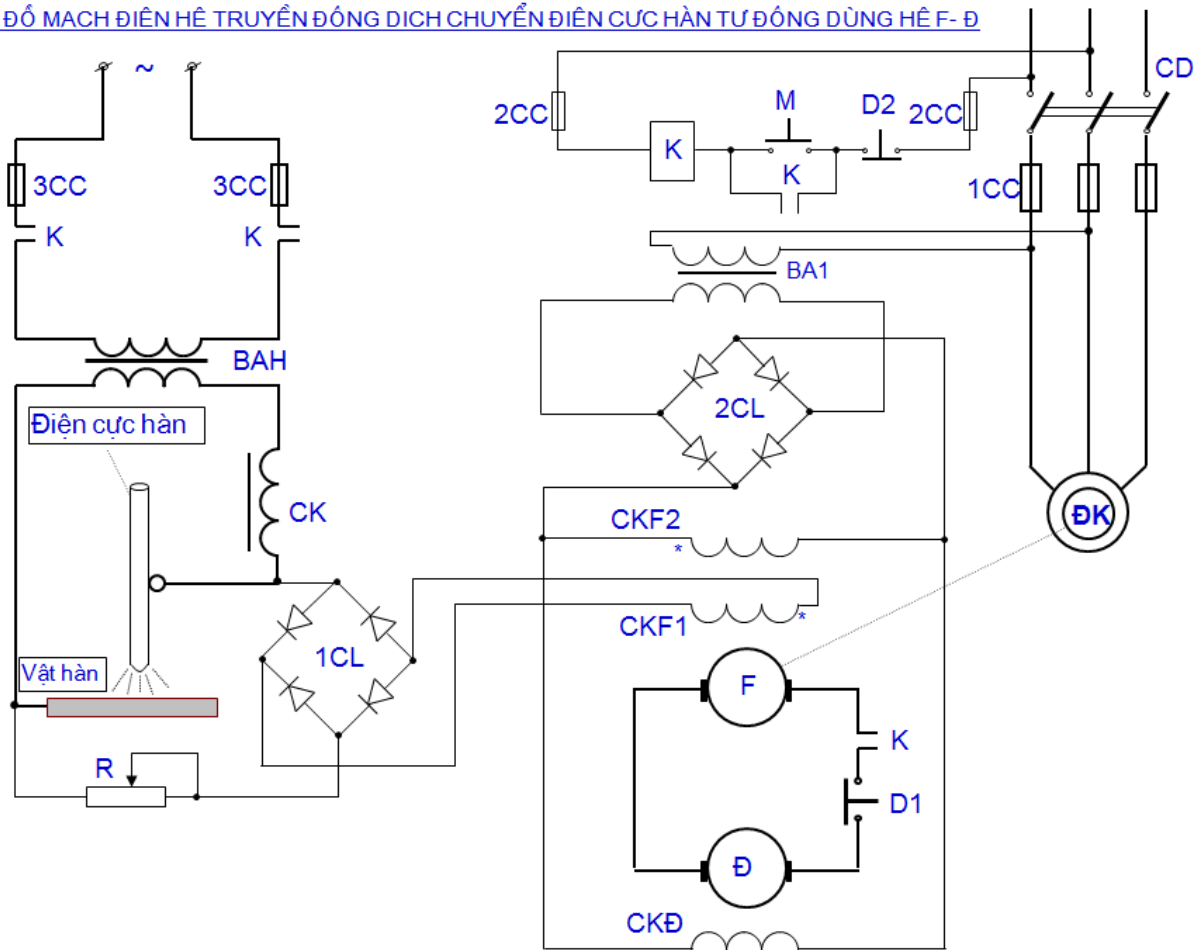 ĐỒ MẠCH ĐIỆN HỆ TRUYỀN ĐỘNG DỊCH CHUYỂN ĐIỆN CỰC HÀN TỰ ĐỘNG DÙNG HỆ F- Đ
~
CD
2CC
M
D2
2CC
K
K
3CC
3CC
1CC
K
K
BA1
BAH
2CL
Điện cực hàn
CK
CKF2
*
ĐK
CKF1
*
1CL
Vật hàn
F
K
R
D1
Đ
CKĐ